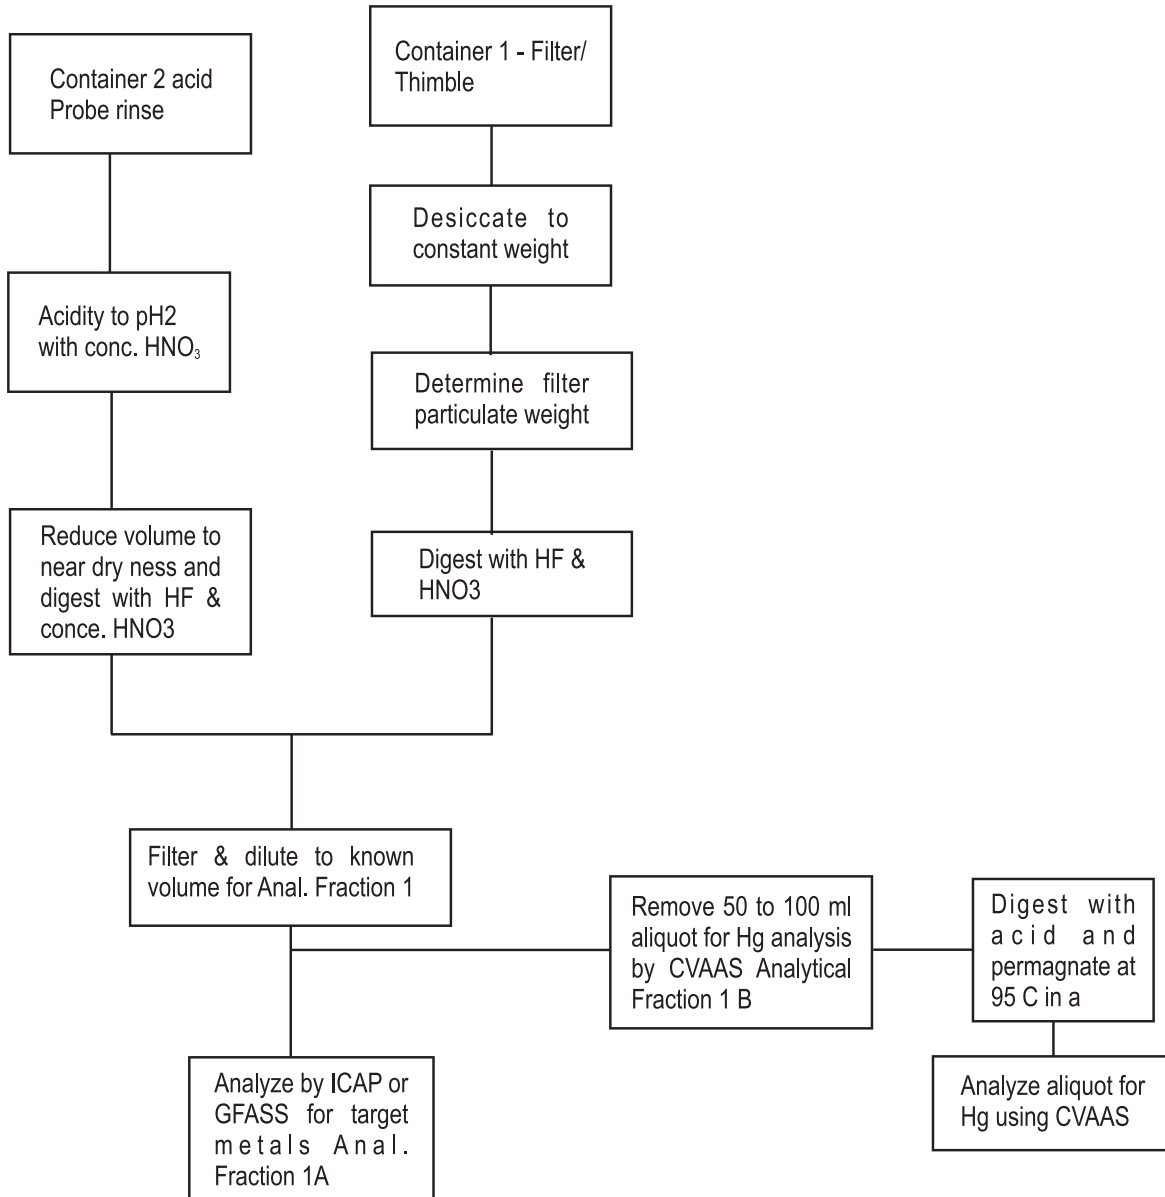 Container 2 acid
Probe rinse
Container 1 - Filter/
Thimble
Desiccate to
constant weight
Acidity to pH2
with conc. HNO₃
Determine filter
particulate weight
Reduce volume to
near dry ness and
digest with HF &
conce. HNO3
Digest with HF &
HNO3
Filter & dilute to known
volume for Anal. Fraction 1
Remove 50 to 100 ml
aliquot for Hg analysis
by CVAAS Analytical
Fraction 1 B
Digest with
acid and
permagnate at
95 C in a
Analyze by ICAP or
GFASS for target
metals Anal.
Fraction 1A
Analyze aliquot for
Hg using CVAAS